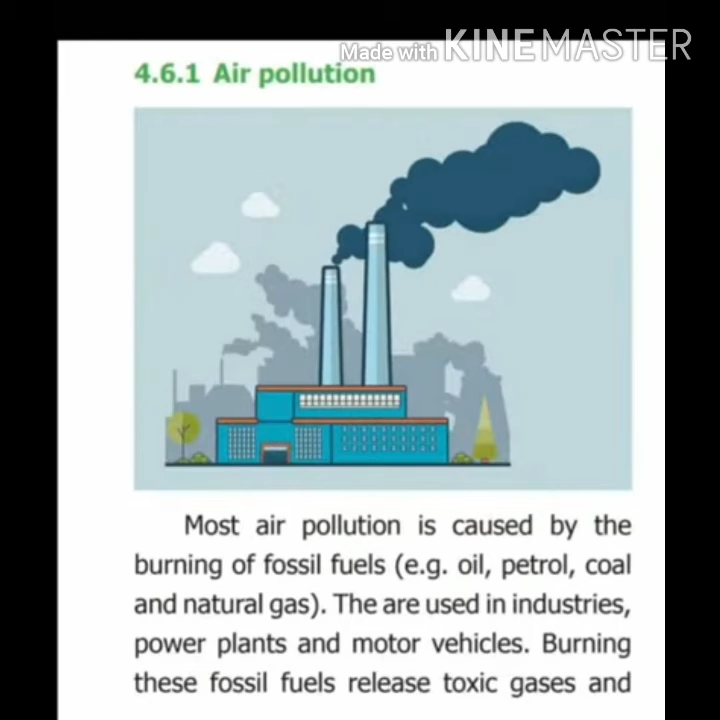 Made with KINEMASTER
4.6.1 Air pollution
Most air pollution is caused by the
burning of fossil fuels (e.g. oil, petrol, coal
and natural gas). The are used in industries,
power plants and motor vehicles. Burning
these fossil fuels release toxic gases and